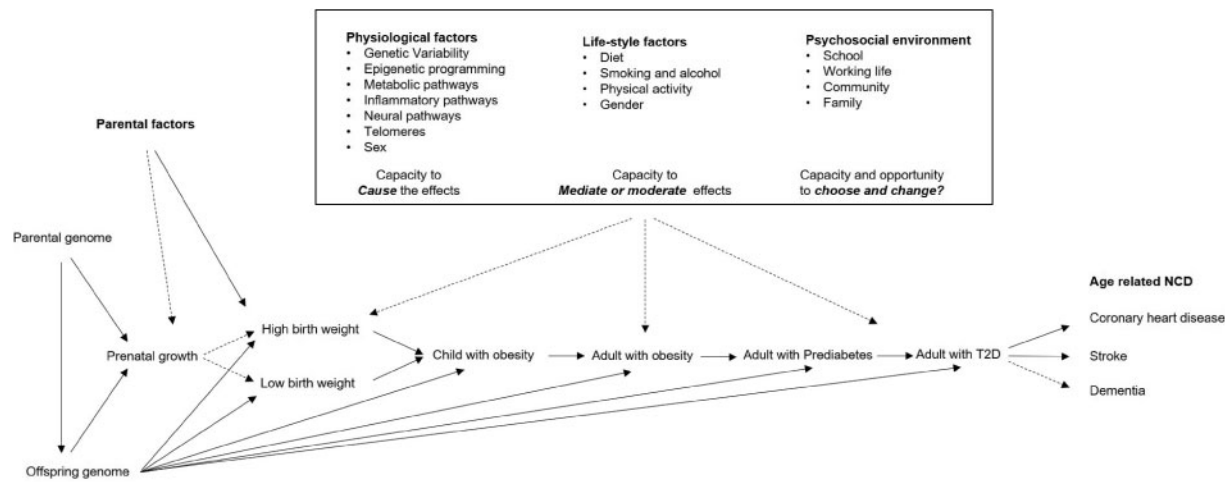 Physiological factors
• Genetic Variability
• Epigenetic programming
• Metabolic pathways
• Inflammatory pathways
• Neural pathways
• Telomeres
• Sex
Capacity to
Cause the effects
Life-style factors
• Diet
• Smoking and alcohol
• Physical activity
• Gender
Capacity to
Mediate or moderate effects
Psychosocial environment
• School
• Working life
• Community
• Family
Capacity and opportunity
to choose and change?
Parental factors
Parental genome
Prenatal growth
Offspring genome
High birth weight
Low birth weight
Child with obesity
Adult with obesity
Adult with Prediabetes
Adult with T2D
Age related NCD
Coronary heart disease
Stroke
Dementia